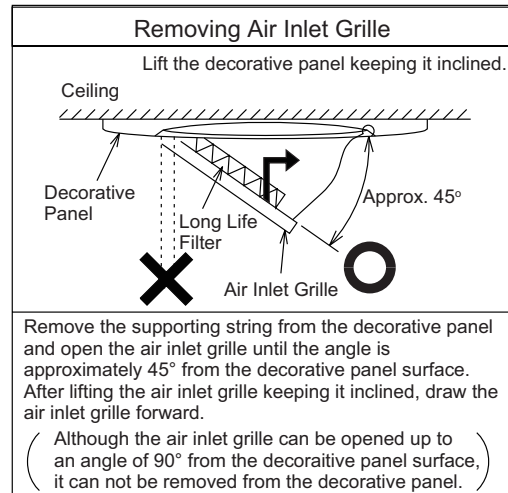 Removing Air Inlet Grille
Lift the decorative panel keeping it inclined.
Ceiling
Decorative
Panel
Long Life
Filter
Approx. 45°
Air Inlet Grille
Remove the supporting string from the decorative panel
and open the air inlet grille until the angle is
approximately 45° from the decorative panel surface.
After lifting the air inlet grille keeping it inclined, draw the
air inlet grille forward.
( Although the air inlet grille can be opened up to
an angle of 90° from the decoraitive panel surface,
it can not be removed from the decorative panel. )